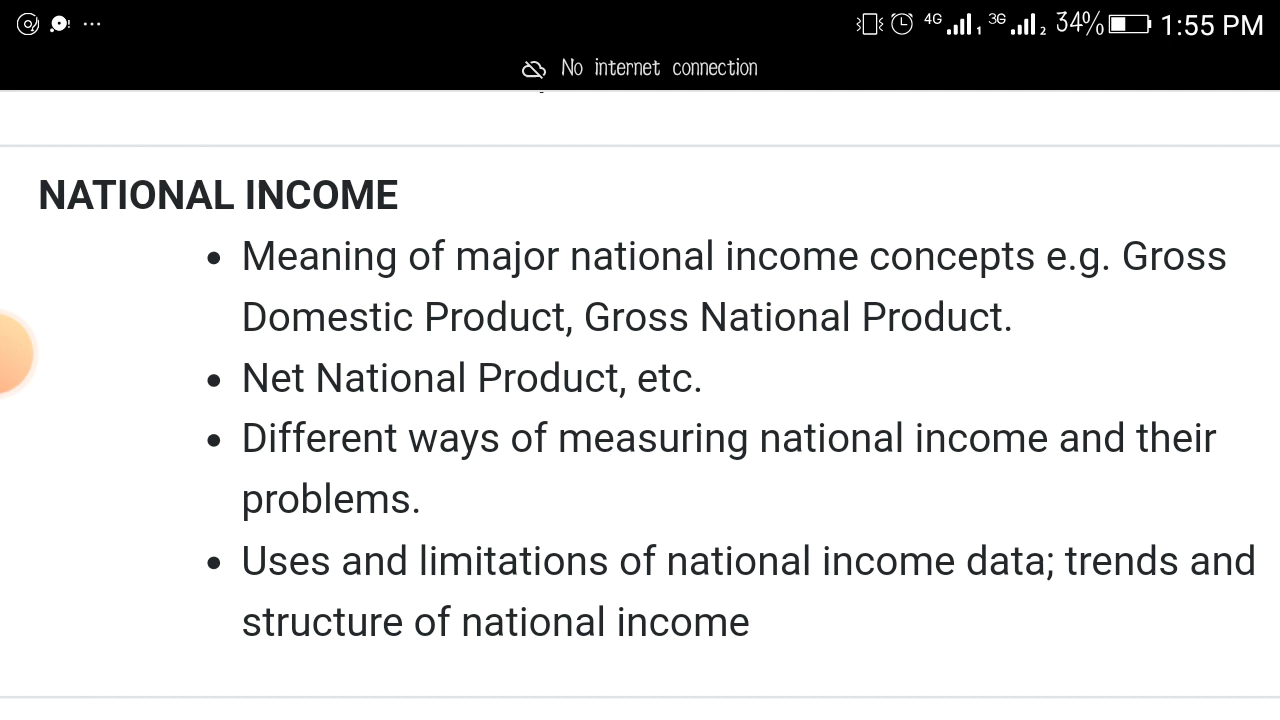 4G 1 3G 2 34% 1:55 PM
No internet connection
NATIONAL INCOME
• Meaning of major national income concepts e.g. Gross
Domestic Product, Gross National Product.
• Net National Product, etc.
• Different ways of measuring national income and their
problems.
• Uses and limitations of national income data; trends and
structure of national income